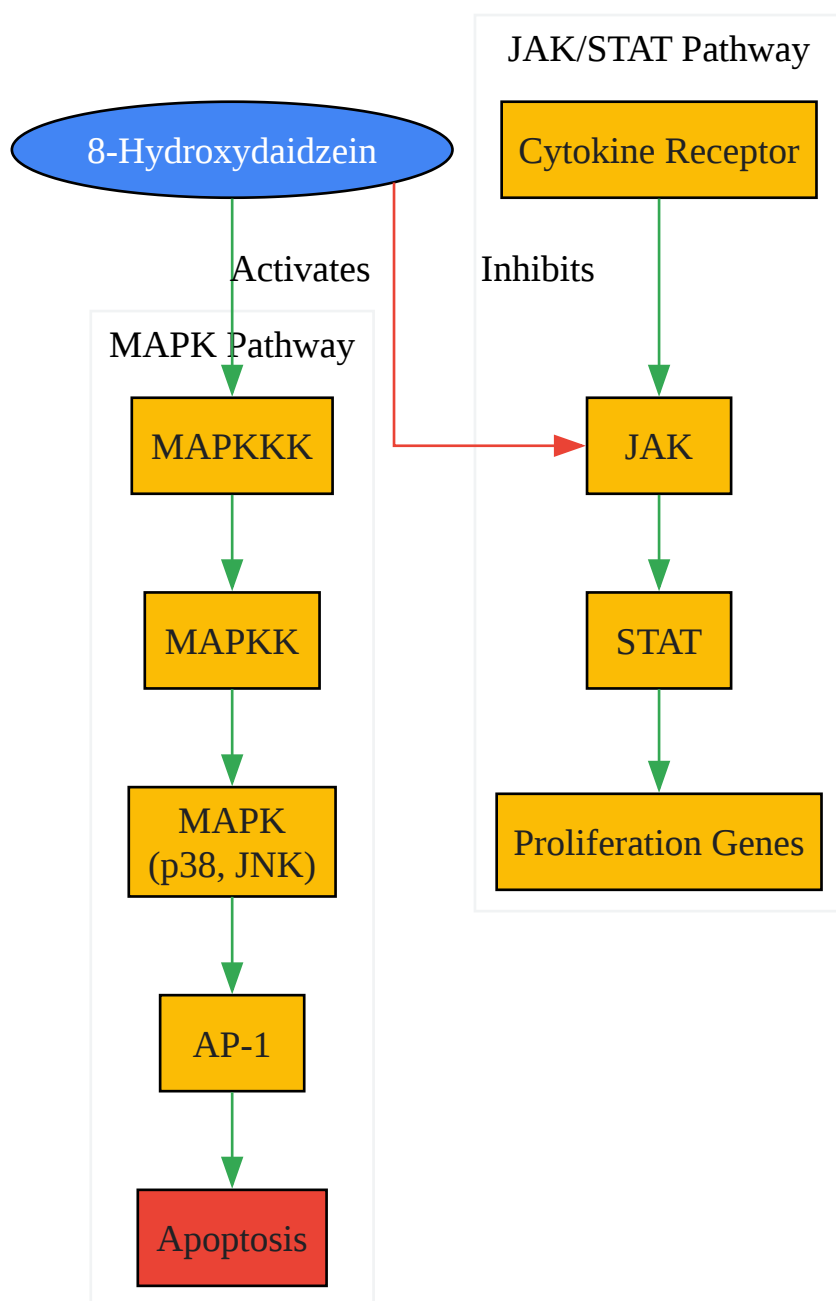 JAK/STAT Pathway
8-Hydroxydaidzein
Cytokine Receptor
Activates
Inhibits
MAPK Pathway
MAPKKK
JAK
MAPKK
STAT
MAPK
(p38, JNK)
Proliferation Genes
AP-1
Apoptosis